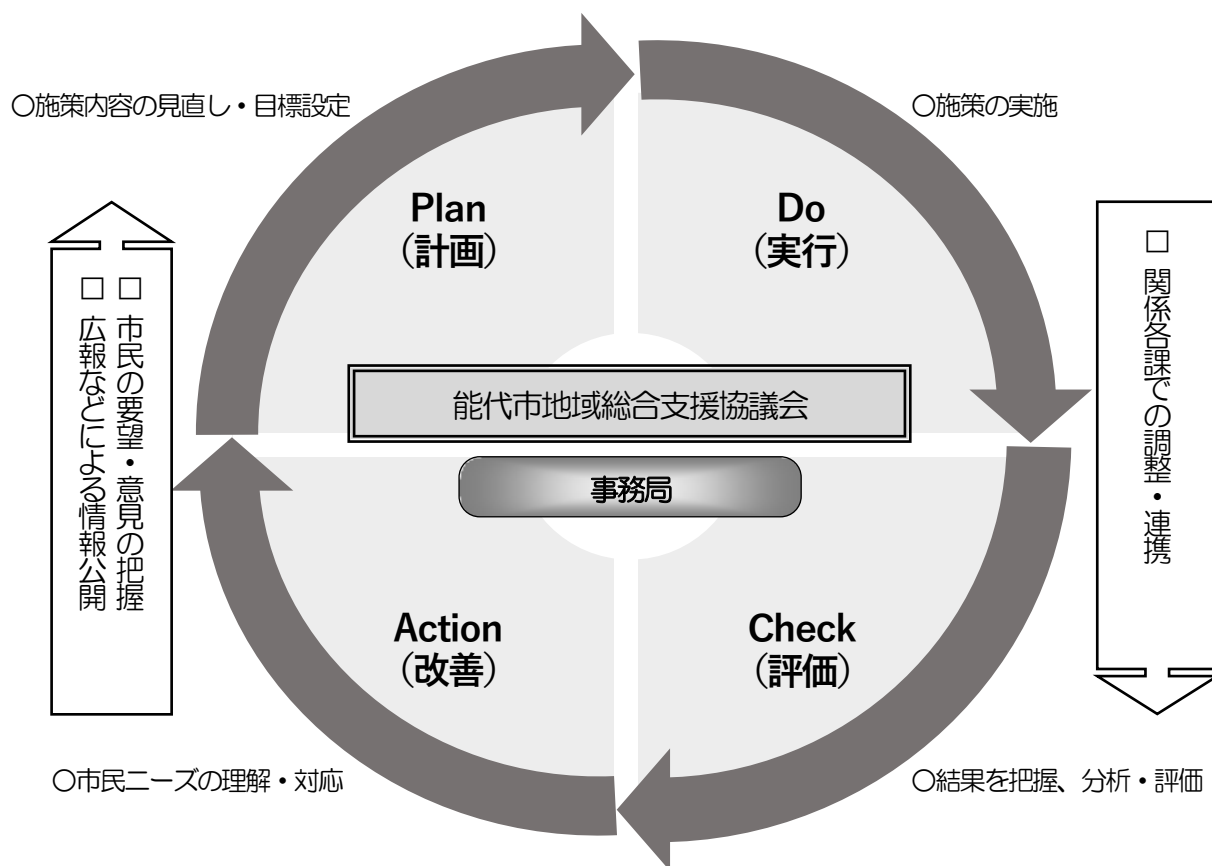 ○施策内容の見直し・目標設定
○施策の実施
Plan
（計画）
Do
（実行）
□ 市民の要望・意見の把握
□ 広報などによる情報公開
□ 関係各課での調整・連携
能代市地域総合支援協議会
事務局
Action
（改善）
Check
（評価）
○市民ニーズの理解・対応
○結果を把握、分析・評価